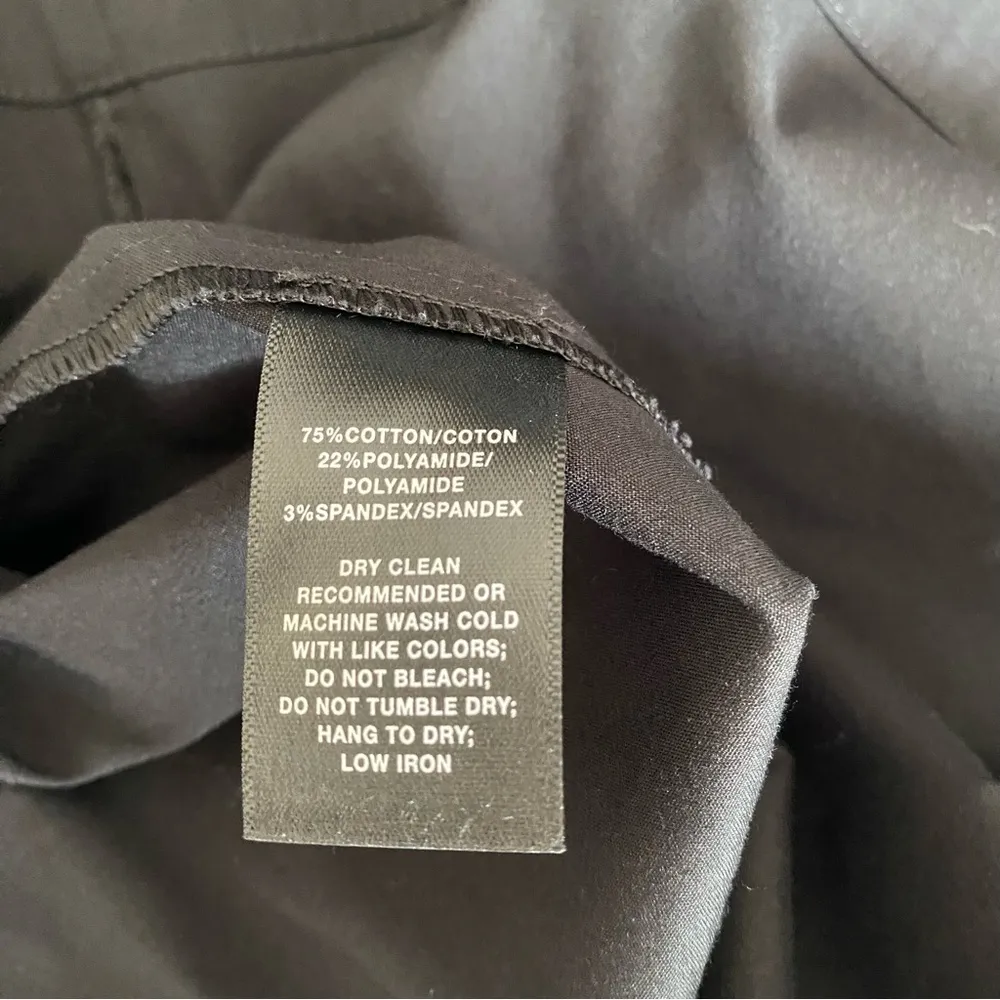 75%COTTON/COTON
22%POLYAMIDE/
POLYAMIDE
3%SPANDEX/SPANDEX
DRY CLEAN
RECOMMENDED OR
MACHINE WASH COLD
WITH LIKE COLORS;
DO NOT BLEACH;
DO NOT TUMBLE DRY;
HANG TO DRY;
LOW IRON